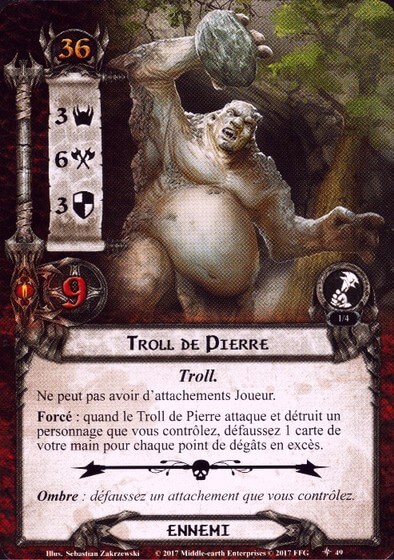 36
3
6
3
9
1/4
Troll de Pierre
Troll.
Ne peut pas avoir d'attachements Joueur.
Forcé : quand le Troll de Pierre attaque et détruit un
personnage que vous contrôlez, défaussez 1 carte de
votre main pour chaque point de dégâts en excès.
Ombre : défaussez un attachement que vous contrôlez.
ENNEMI
Illus. Sebastian Zakrzewski © 2017 Middle-earth Enterprises © 2017 FFG 49